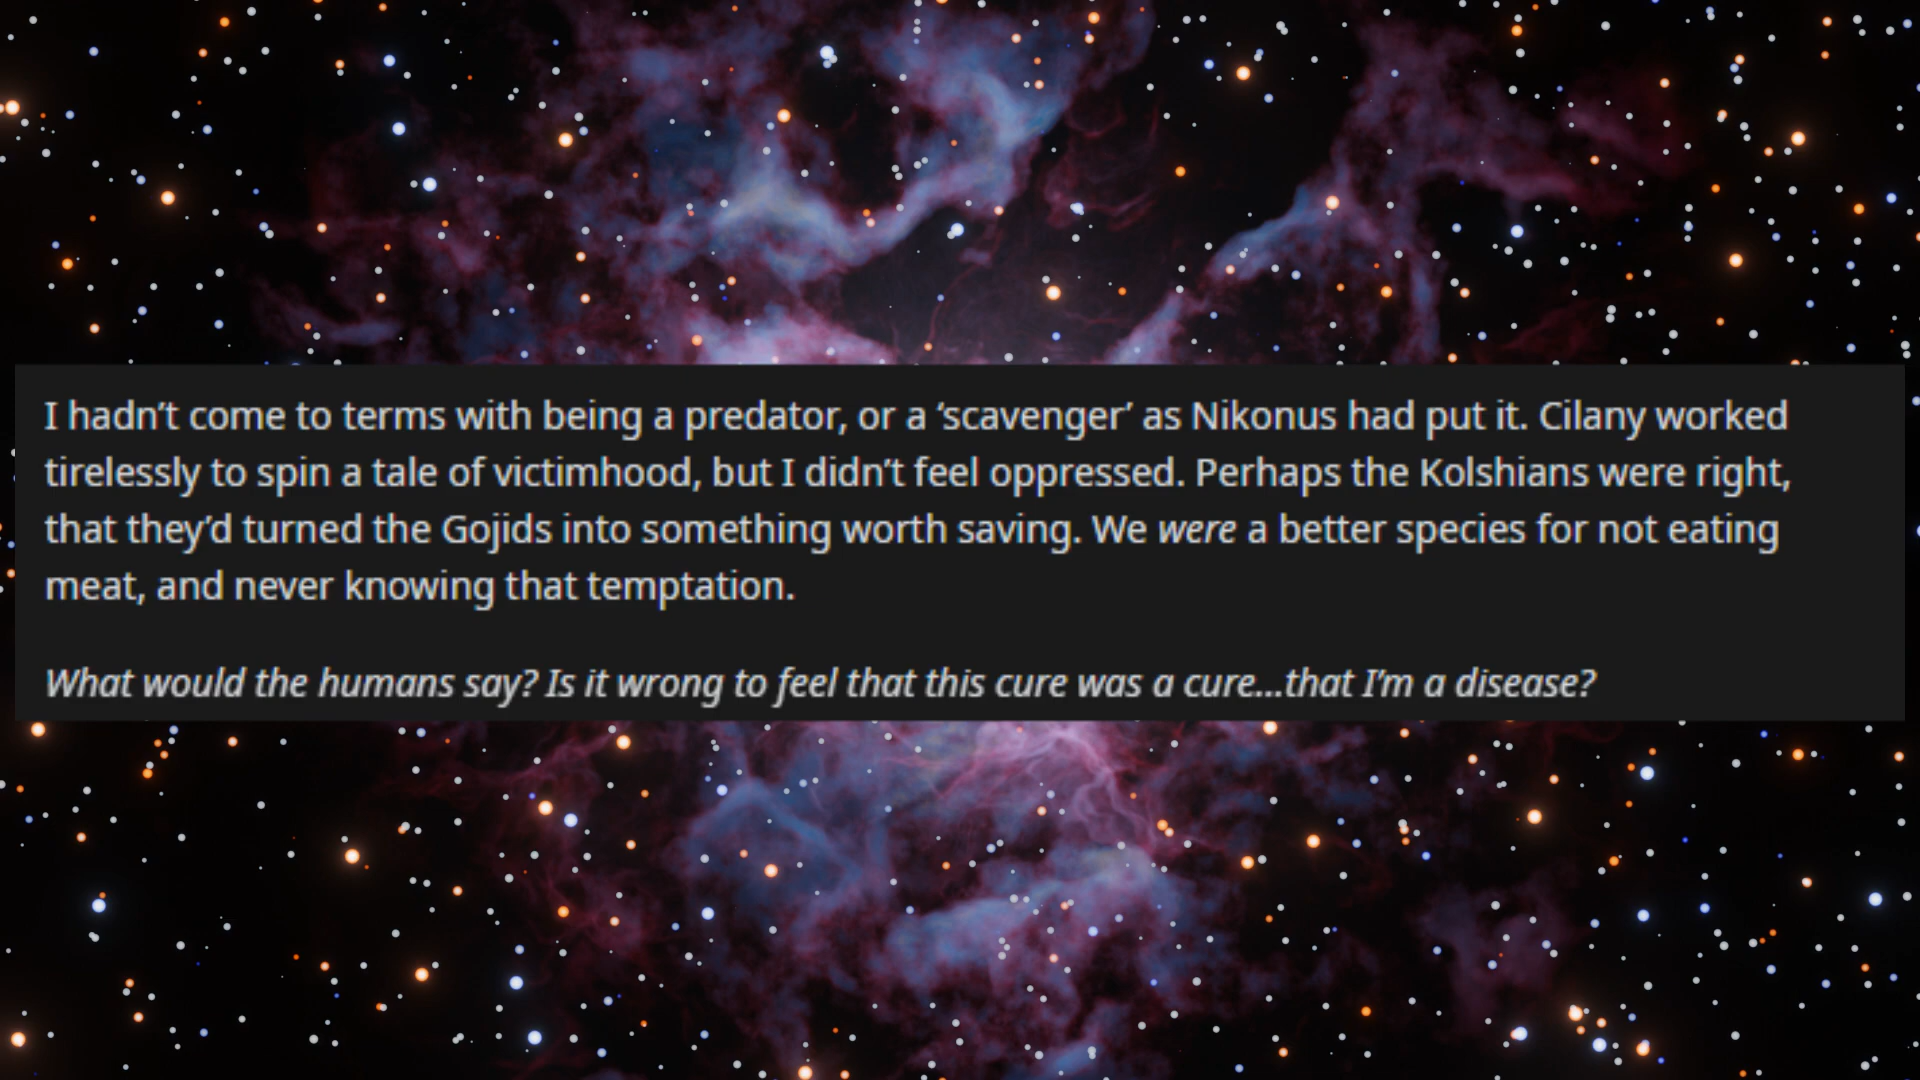 I hadn’t come to terms with being a predator, or a ‘scavenger’ as Nikonus had put it. Cilany worked
tirelessly to spin a tale of victimhood, but I didn’t feel oppressed. Perhaps the Kolshians were right,
that they’d turned the Gojids into something worth saving. We were a better species for not eating
meat, and never knowing that temptation.
What would the humans say? Is it wrong to feel that this cure was a cure…that I’m a disease?